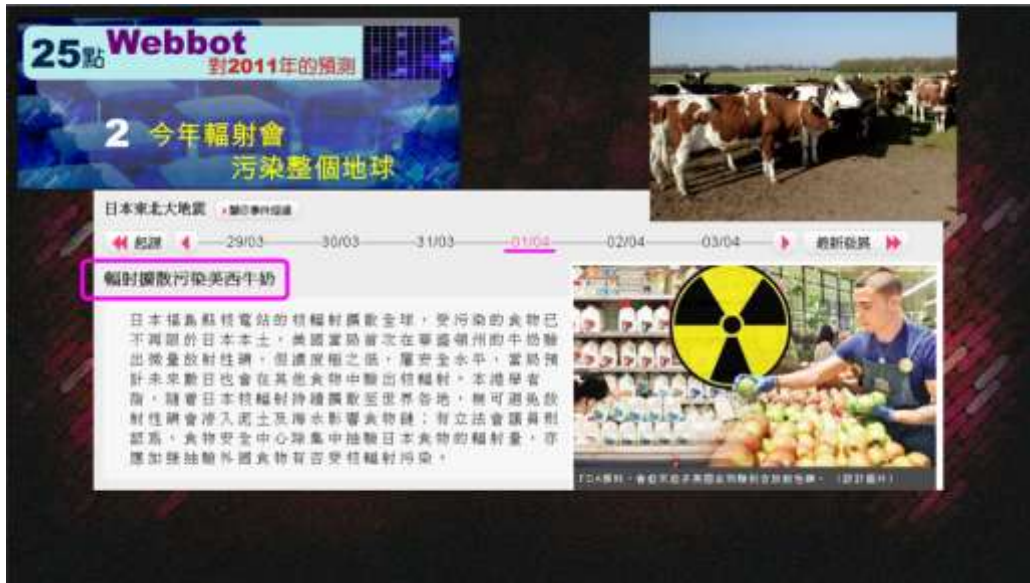 25點 Webbot
對2011年的預測
2 今年輻射會
污染整個地球
日本東北大地震
起源 29/03 30/03 31/03 01/04 02/04 03/04 最新發展
輻射擴散污染美西牛奶
日本福島縣核電站的核輻射擴散全球，受污染的食物已
不再限於日本本土，美國當局首次在華盛頓州的牛奶驗
出微量放射性碘，但濃度極之低，屬安全水平，當局預
計未來數日也會在其他食物中驗出核輻射。本港學者
指，隨着日本核輻射持續擴散至世界各地，無可避免放
射性碘會滲入泥土及海水影響食物鏈；有立法會議員則
認為，食物安全中心除集中抽驗日本食物的輻射量，亦
應加強抽驗外國食物有否受核輻射污染。